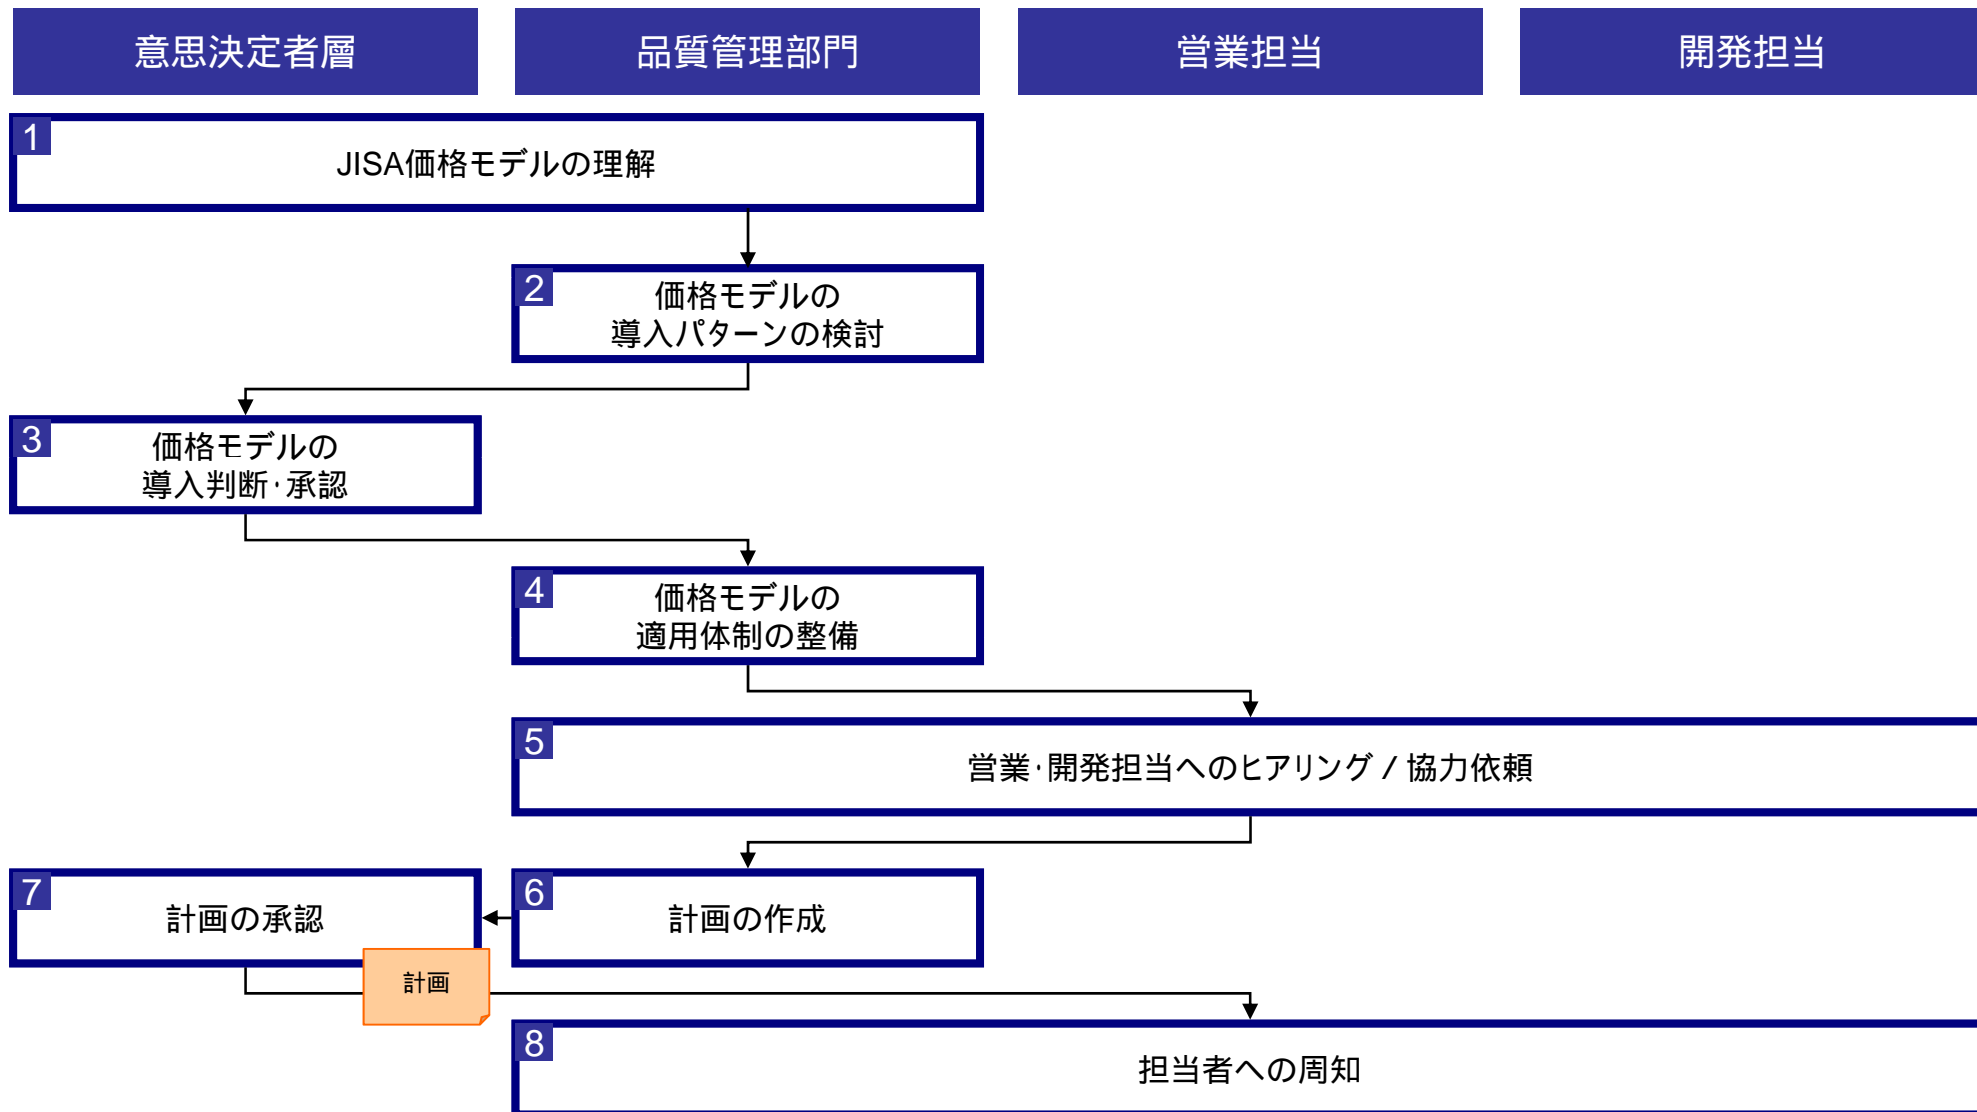 意思決定者層
品質管理部門
営業担当
開発担当
1
JISA価格モデルの理解
2
価格モデルの
導入パターンの検討
3
価格モデルの
導入判断・承認
4
価格モデルの
適用体制の整備
5
営業・開発担当へのヒアリング / 協力依頼
7
計画の承認
6
計画の作成
計画
8
担当者への周知